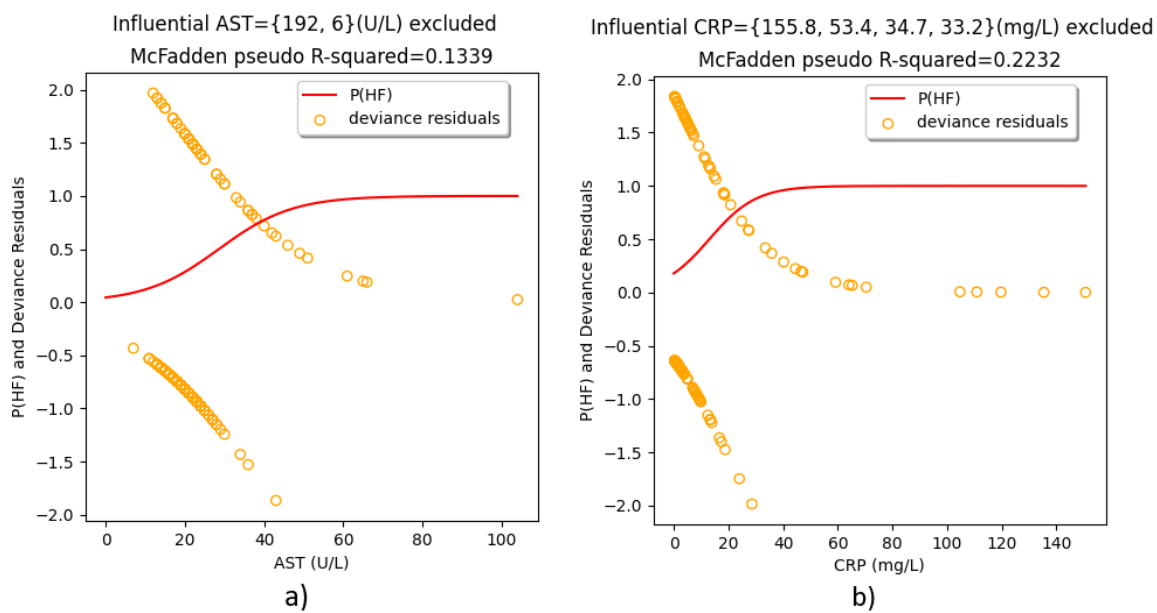 Influential AST={192, 6}(U/L) excluded
McFadden pseudo R-squared=0.1339
P(HF)
deviance residuals
P(HF) and Deviance Residuals
2.0
1.5
1.0
0.5
0.0
−0.5
−1.0
−1.5
−2.0
0 20 40 60 80 100
AST (U/L)
a)
Influential CRP={155.8, 53.4, 34.7, 33.2}(mg/L) excluded
McFadden pseudo R-squared=0.2232
P(HF)
deviance residuals
P(HF) and Deviance Residuals
2.0
1.5
1.0
0.5
0.0
−0.5
−1.0
−1.5
−2.0
0 20 40 60 80 100 120 140
CRP (mg/L)
b)